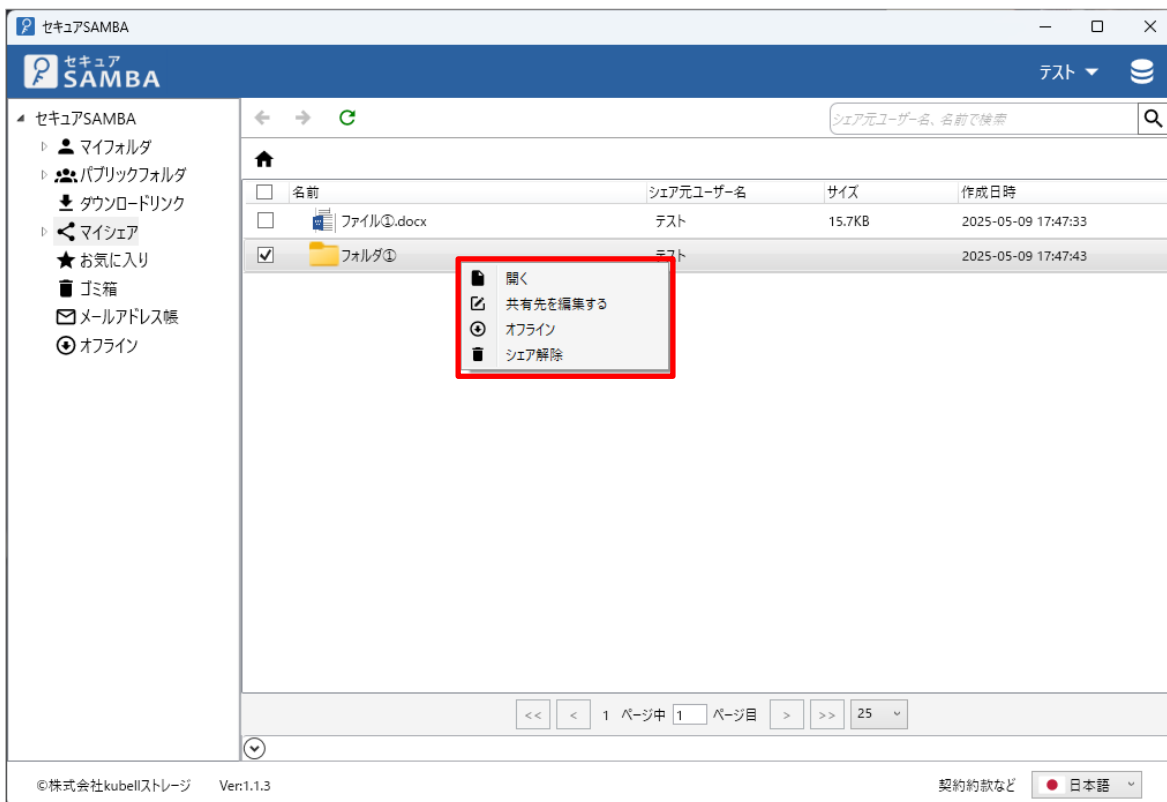 セキュアSAMBA
セキュア
SAMBA
テスト
セキュアSAMBA
マイフォルダ
パブリックフォルダ
ダウンロードリンク
マイシェア
お気に入り
ゴミ箱
メールアドレス帳
オフライン
シェア元ユーザー名、名前で検索
名前 シェア元ユーザー名 サイズ 作成日時
ファイル①.docx テスト 15.7KB 2025-05-09 17:47:33
フォルダ① テスト 2025-05-09 17:47:43
開く
共有先を編集する
オフライン
シェア解除
<< < 1 ページ中 1 ページ目 > >> 25
©株式会社kubellストレージ Ver:1.1.3 契約約款など 日本語